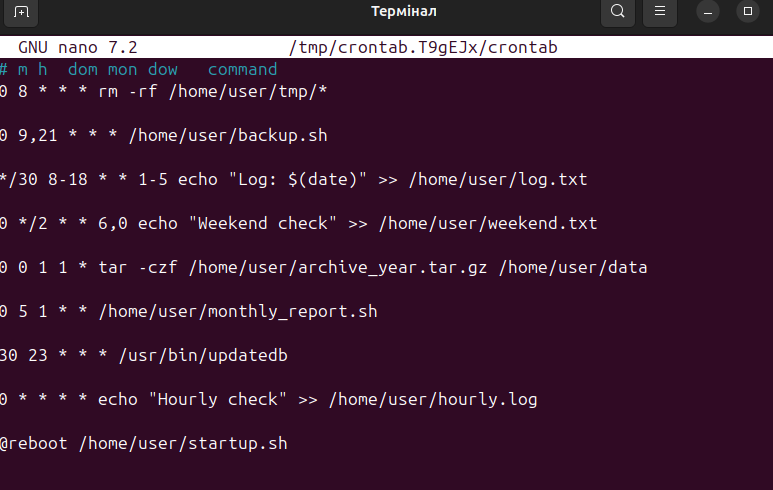 Термінал
GNU nano 7.2 /tmp/crontab.T9gEJx/crontab
# m h  dom mon dow   command
0 8 * * * rm -rf /home/user/tmp/*
0 9,21 * * * /home/user/backup.sh
*/30 8-18 * * 1-5 echo "Log: $(date)" >> /home/user/log.txt
0 */2 * * 6,0 echo "Weekend check" >> /home/user/weekend.txt
0 0 1 1 * tar -czf /home/user/archive_year.tar.gz /home/user/data
0 5 1 * * /home/user/monthly_report.sh
30 23 * * * /usr/bin/updatedb
0 * * * * echo "Hourly check" >> /home/user/hourly.log
@reboot /home/user/startup.sh